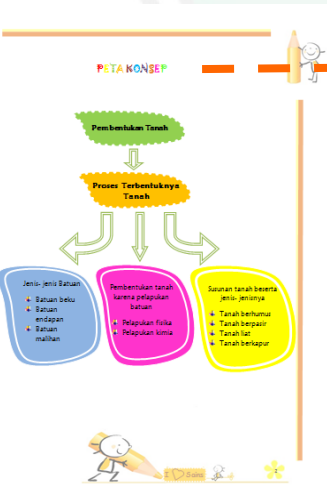 PETA KONSEP
Pembentukan Tanah
Proses Terbentuknya
Tanah
Jenis- jenis Batuan
Batuan beku
Batuan
endapan
Batuan
malihan
Pembentukan tanah
karena pelapukan
batuan
Pelapukan fisika
Pelapukan kimia
Susunan tanah beserta
jenis- jenisnya
Tanah berhumus
Tanah berpasir
Tanah liat
Tanah berkapur
I Sains